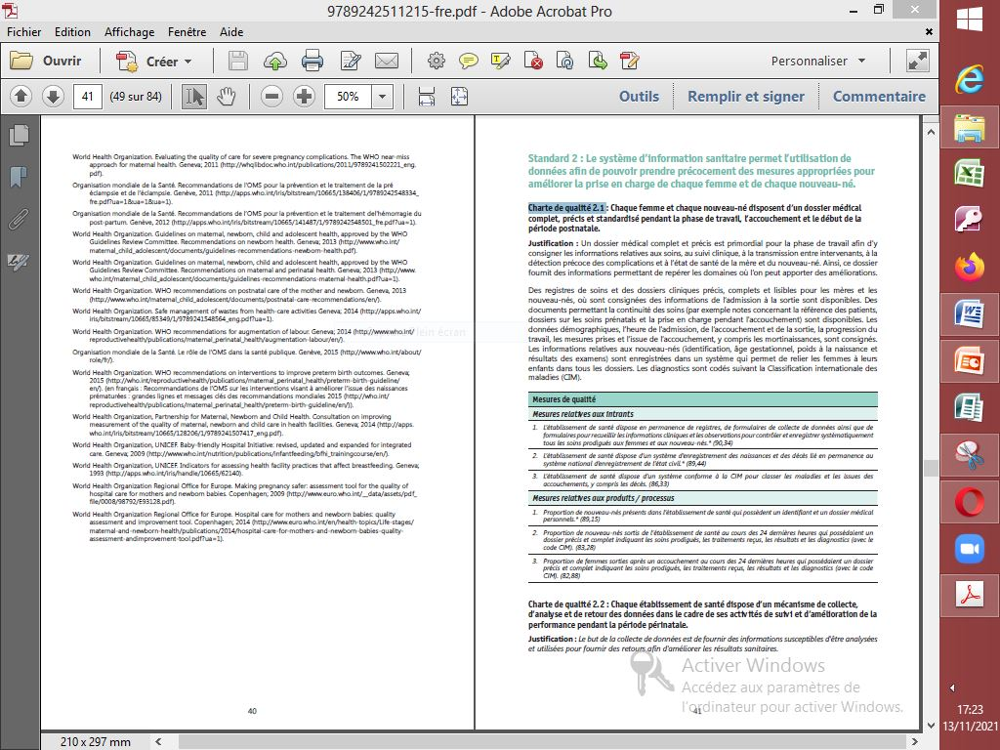 9789242511215-fre.pdf - Adobe Acrobat Pro
Fichier Edition Affichage Fenêtre Aide
Ouvrir Créer Personnaliser
41 (49 sur 84) 50% Outils Remplir et signer Commentaire
World Health Organization. Evaluating the quality of care for severe pregnancy complications. The WHO near-miss
approach for maternal health. Geneva; 2011 (http://whqlibdoc.who.int/publications/2011/9789241502221_eng.
pdf).
Organisation mondiale de la Santé. Recommandations de l'OMS pour la prévention et le traitement de la pré
éclampsie et de l'éclampsie. Genève, 2011 (http://apps.who.int/iris/bitstream/10665/138406/1/9789242548334_
fre.pdf?ua=1&ua=1&ua=1).
Organisation mondiale de la Santé. Recommandations de l'OMS pour la prévention et le traitement del'hémorragie du
post-partum. Genève, 2012 (http://apps.who.int/iris/bitstream/10665/141487/1/9789242548501_fre.pdf?ua=1).
World Health Organization. Guidelines on maternal, newborn, child and adolescent health, approved by the WHO
Guidelines Review Committee. Recommendations on newborn health. Geneva; 2013 (http://www.who.int/
maternal_child_adolescent/documents/guidelines-recommendations-newborn-health.pdf).
World Health Organization. Guidelines on maternal, newborn, child and adolescent health, approved by the WHO
Guidelines Review Committee. Recommendations on maternal and perinatal health. Geneva; 2013 (http://www.
who.int/maternal_child_adolescent/documents/guidelines-recommendations-maternal-health.pdf?ua=1).
World Health Organization. WHO recommendations on postnatal care of the mother and newborn. Geneva, 2013
(http://www.who.int/maternal_child_adolescent/documents/postnatal-care-recommendations/en/).
World Health Organization. Safe management of wastes from health-care activities Geneva; 2014 (http://apps.who.int/
iris/bitstream/10665/85349/1/9789241548564_eng.pdf?ua=1).
World Health Organization. WHO recommendations for augmentation of labour. Geneva; 2014 (http://www.who.int/
reproductivehealth/publications/maternal_perinatal_health/augmentation-labour/en/).
Organisation mondiale de la Santé. Le rôle de l'OMS dans la santé publique. Genève, 2015 (http://www.who.int/about/
role/fr/).
World Health Organization. WHO recommendations on interventions to improve preterm birth outcomes. Geneva;
2015 (http://who.int/reproductivehealth/publications/maternal_perinatal_health/preterm-birth-guideline/
en/). (en français : Recommandations de l'OMS sur les interventions visant à améliorer l'issue des naissances
prématurées : grandes lignes et messages clés des recommandations mondiales 2015 (http://who.int/
reproductivehealth/publications/maternal_perinatal_health/preterm-birth-guideline/en/)).
World Health Organization, Partnership for Maternal, Newborn and Child Health. Consultation on improving
measurement of the quality of maternal, newborn and child care in health facilities. Geneva; 2014 (http://apps.
who.int/iris/bitstream/10665/128206/1/9789241507417_eng.pdf).
World Health Organization, UNICEF. Baby-friendly Hospital Initiative: revised, updated and expanded for integrated
care. Geneva; 2009 (http://www.who.int/nutrition/publications/infantfeeding/bfhi_trainingcourse/en/).
World Health Organization, UNICEF. Indicators for assessing health facility practices that affect breastfeeding. Geneva;
1993 (http://apps.who.int/iris/handle/10665/62140).
World Health Organization Regional Office for Europe. Making pregnancy safer: assessment tool for the quality of
hospital care for mothers and newborn babies. Copenhagen; 2009 (http://www.euro.who.int/__data/assets/pdf_
file/0008/98792/E93128.pdf).
World Health Organization Regional Office for Europe. Hospital care for mothers and newborn babies: quality
assessment and improvement tool. Copenhagen; 2014 (http://www.euro.who.int/en/health-topics/Life-stages/
maternal-and-newborn-health/publications/2014/hospital-care-for-mothers-and-newborn-babies-quality-
assessment-andimprovement-tool.pdf?ua=1).
40
Standard 2 : Le système d'information sanitaire permet l'utilisation de
données afin de pouvoir prendre précocement des mesures appropriées pour
améliorer la prise en charge de chaque femme et de chaque nouveau-né.
Charte de qualité 2.1 : Chaque femme et chaque nouveau-né disposent d'un dossier médical
complet, précis et standardisé pendant la phase de travail, l'accouchement et le début de la
période postnatale.
Justification : Un dossier médical complet et précis est primordial pour la phase de travail afin d'y
consigner les informations relatives aux soins, au suivi clinique, à la transmission entre intervenants, à la
détection précoce des complications et à l'état de santé de la mère et du nouveau-né. Ainsi, ce dossier
fournit des informations permettant de repérer les domaines où l'on peut apporter des améliorations.
Des registres de soins et des dossiers cliniques précis, complets et lisibles pour les mères et les
nouveau-nés, où sont consignées des informations de l'admission à la sortie sont disponibles. Des
documents permettant la continuité des soins (par exemple notes concernant la référence des patients,
dossiers sur les soins prénatals et la prise en charge pendant l'accouchement) sont disponibles. Les
données démographiques, l'heure de l'admission, de l'accouchement et de la sortie, la progression du
travail, les mesures prises et l'issue de l'accouchement, y compris les mortinaissances, sont consignés.
Les informations relatives aux nouveau-nés (identification, âge gestationnel, poids à la naissance et
résultats des examens) sont enregistrées dans un système qui permet de relier les femmes à leurs
enfants dans tous les dossiers. Les diagnostics sont codés suivant la Classification internationale des
maladies (CIM).
Mesures de qualité
Mesures relatives aux intrants
1. L'établissement de santé dispose en permanence de registres, de formulaires de collecte de données ainsi que de
formulaires pour recueillir les informations cliniques et les observations pour contrôler et enregistrer systématiquement
tous les soins prodigués aux femmes et aux nouveau-nés.* (90,34)
2. L'établissement de santé dispose d'un système d'enregistrement des naissances et des décès lié en permanence au
système national d'enregistrement de l'état civil.* (89,44)
3. L'établissement de santé dispose d'un système conforme à la CIM pour classer les maladies et les issues des
accouchements, y compris les décès. (86,33)
Mesures relatives aux produits / processus
1. Proportion de nouveau-nés présents dans l'établissement de santé qui possèdent un identifiant et un dossier médical
personnels.* (89,15)
2. Proportion de nouveau-nés sortis de l'établissement de santé au cours des 24 dernières heures qui possédaient un
dossier précis et complet indiquant les soins prodigués, les traitements reçus, les résultats et les diagnostics (avec le
code CIM). (83,28)
3. Proportion de femmes sorties après un accouchement au cours des 24 dernières heures qui possédaient un dossier
précis et complet indiquant les soins prodigués, les traitements reçus, les résultats et les diagnostics (avec le code
CIM). (82,88)
Charte de qualité 2.2 : Chaque établissement de santé dispose d'un mécanisme de collecte,
d'analyse et de retour des données dans le cadre de ses activités de suivi et d'amélioration de la
performance pendant la période périnatale.
Justification : Le but de la collecte de données est de fournir des informations susceptibles d'être analysées
et utilisées pour fournir des retours afin d'améliorer les résultats sanitaires.
41
Activer Windows
Accédez aux paramètres de
l'ordinateur pour activer Windows.
210 x 297 mm
17:23
13/11/2021